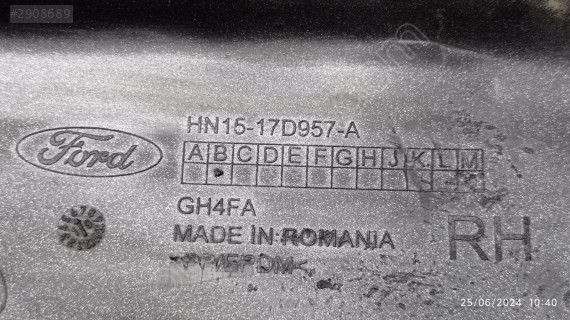 #2908689
HN15-17D957-A
Ford
A B C D E F G H J K L M
GH4FA
MADE IN ROMANIA
RH
25/06/2024 10:40